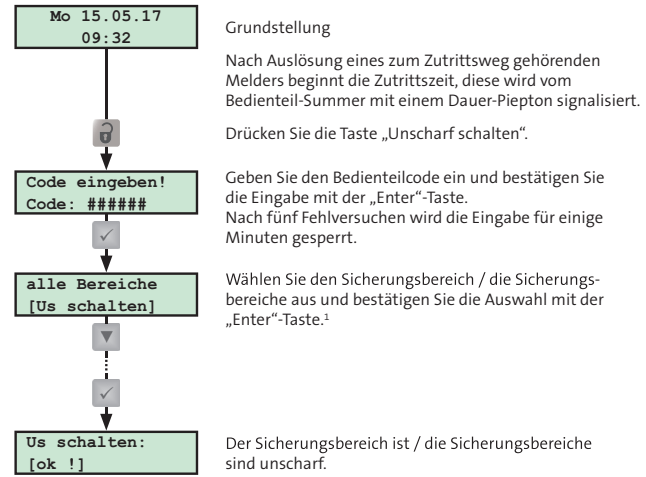 Mo 15.05.17
09:32
Grundstellung
Nach Auslösung eines zum Zutrittsweg gehörenden
Melders beginnt die Zutrittszeit, diese wird vom
Bedienteil-Summer mit einem Dauer-Piepton signalisiert.
Drücken Sie die Taste „Unscharf schalten“.
Code eingeben!
Code: ######
Geben Sie den Bedienteilcode ein und bestätigen Sie
die Eingabe mit der „Enter“-Taste.
Nach fünf Fehlversuchen wird die Eingabe für einige
Minuten gesperrt.
alle Bereiche
[Us schalten]
Wählen Sie den Sicherungsbereich / die Sicherungs-
bereiche aus und bestätigen Sie die Auswahl mit der
„Enter“-Taste.¹
Us schalten:
[ok !]
Der Sicherungsbereich ist / die Sicherungsbereiche
sind unscharf.